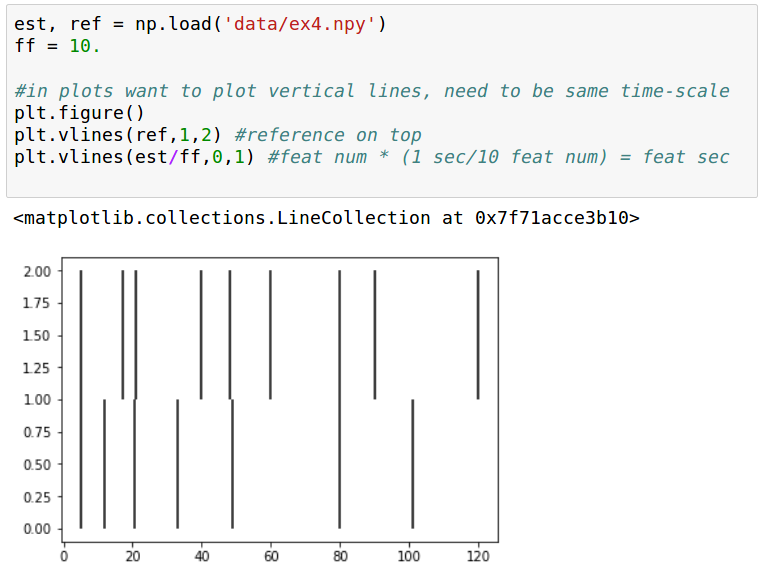 est, ref = np.load('data/ex4.npy')
ff = 10.
#in plots want to plot vertical lines, need to be same time-scale
plt.figure()
plt.vlines(ref,1,2) #reference on top
plt.vlines(est/ff,0,1) #feat num * (1 sec/10 feat num) = feat sec
<matplotlib.collections.LineCollection at 0x7f71acce3b10>
2.00
1.75
1.50
1.25
1.00
0.75
0.50
0.25
0.00
0 20 40 60 80 100 120